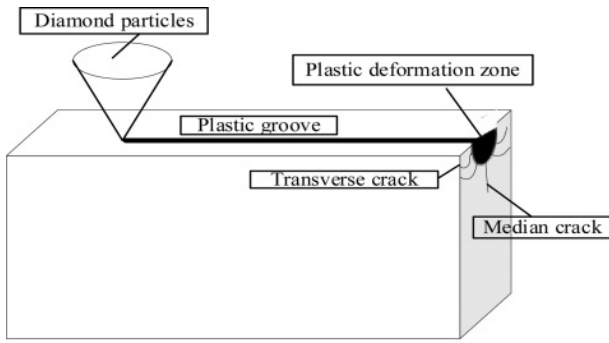 Diamond particles
Plastic deformation zone
Plastic groove
Transverse crack
Median crack